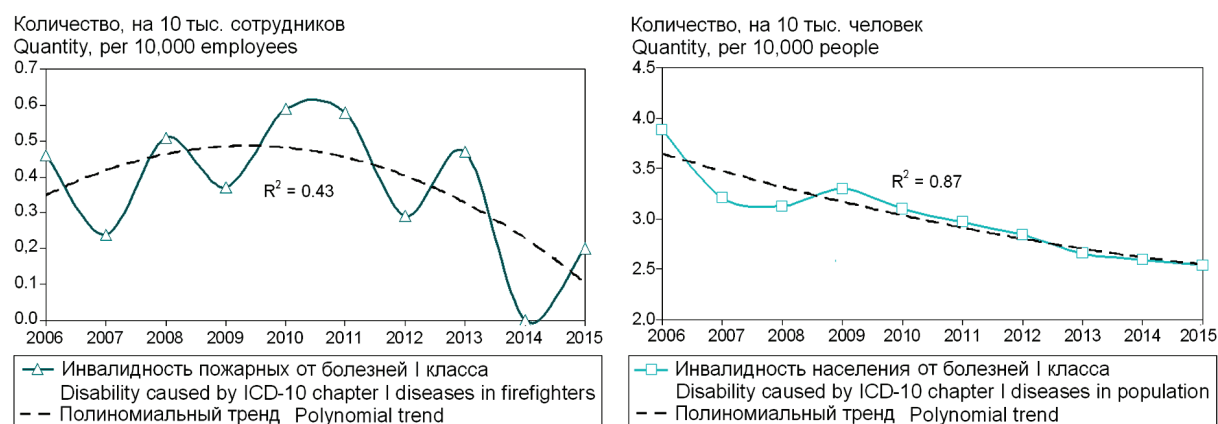 Количество, на 10 тыс. сотрудников
Quantity, per 10,000 employees
0.7
0.6
0.5
0.4
0.3
0,2
0.1
0.0
R² = 0.43
2006 2007 2008 2009 2010 2011 2012 2013 2014 2015
Инвалидность пожарных от болезней I класса
Disability caused by ICD-10 chapter I diseases in firefighters
Полиномиальный тренд Polynomial trend
Количество, на 10 тыс. человек
Quantity, per 10,000 people
4.5
4.0
3.5
3.0
2.5
2.0
R² = 0.87
2006 2007 2008 2009 2010 2011 2012 2013 2014 2015
Инвалидность населения от болезней I класса
Disability caused by ICD-10 chapter I diseases in population
Полиномиальный тренд Polynomial trend